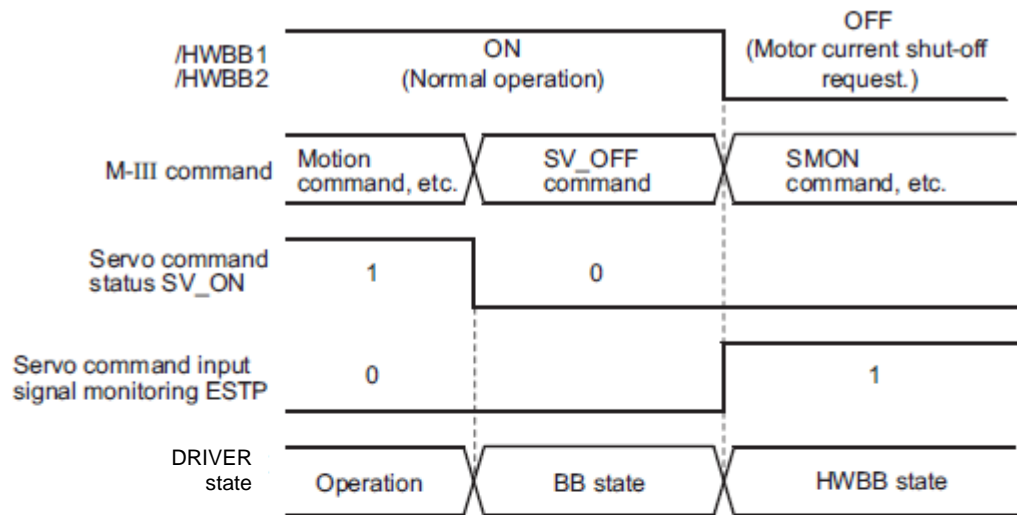 /HWBB1
/HWBB2
ON
(Normal operation)
OFF
(Motor current shut-off
request.)
M-III command
Motion
command, etc.
SV_OFF
command
SMON
command, etc.
Servo command
status SV_ON
1
0
Servo command input
signal monitoring ESTP
0
1
DRIVER
state
Operation
BB state
HWBB state